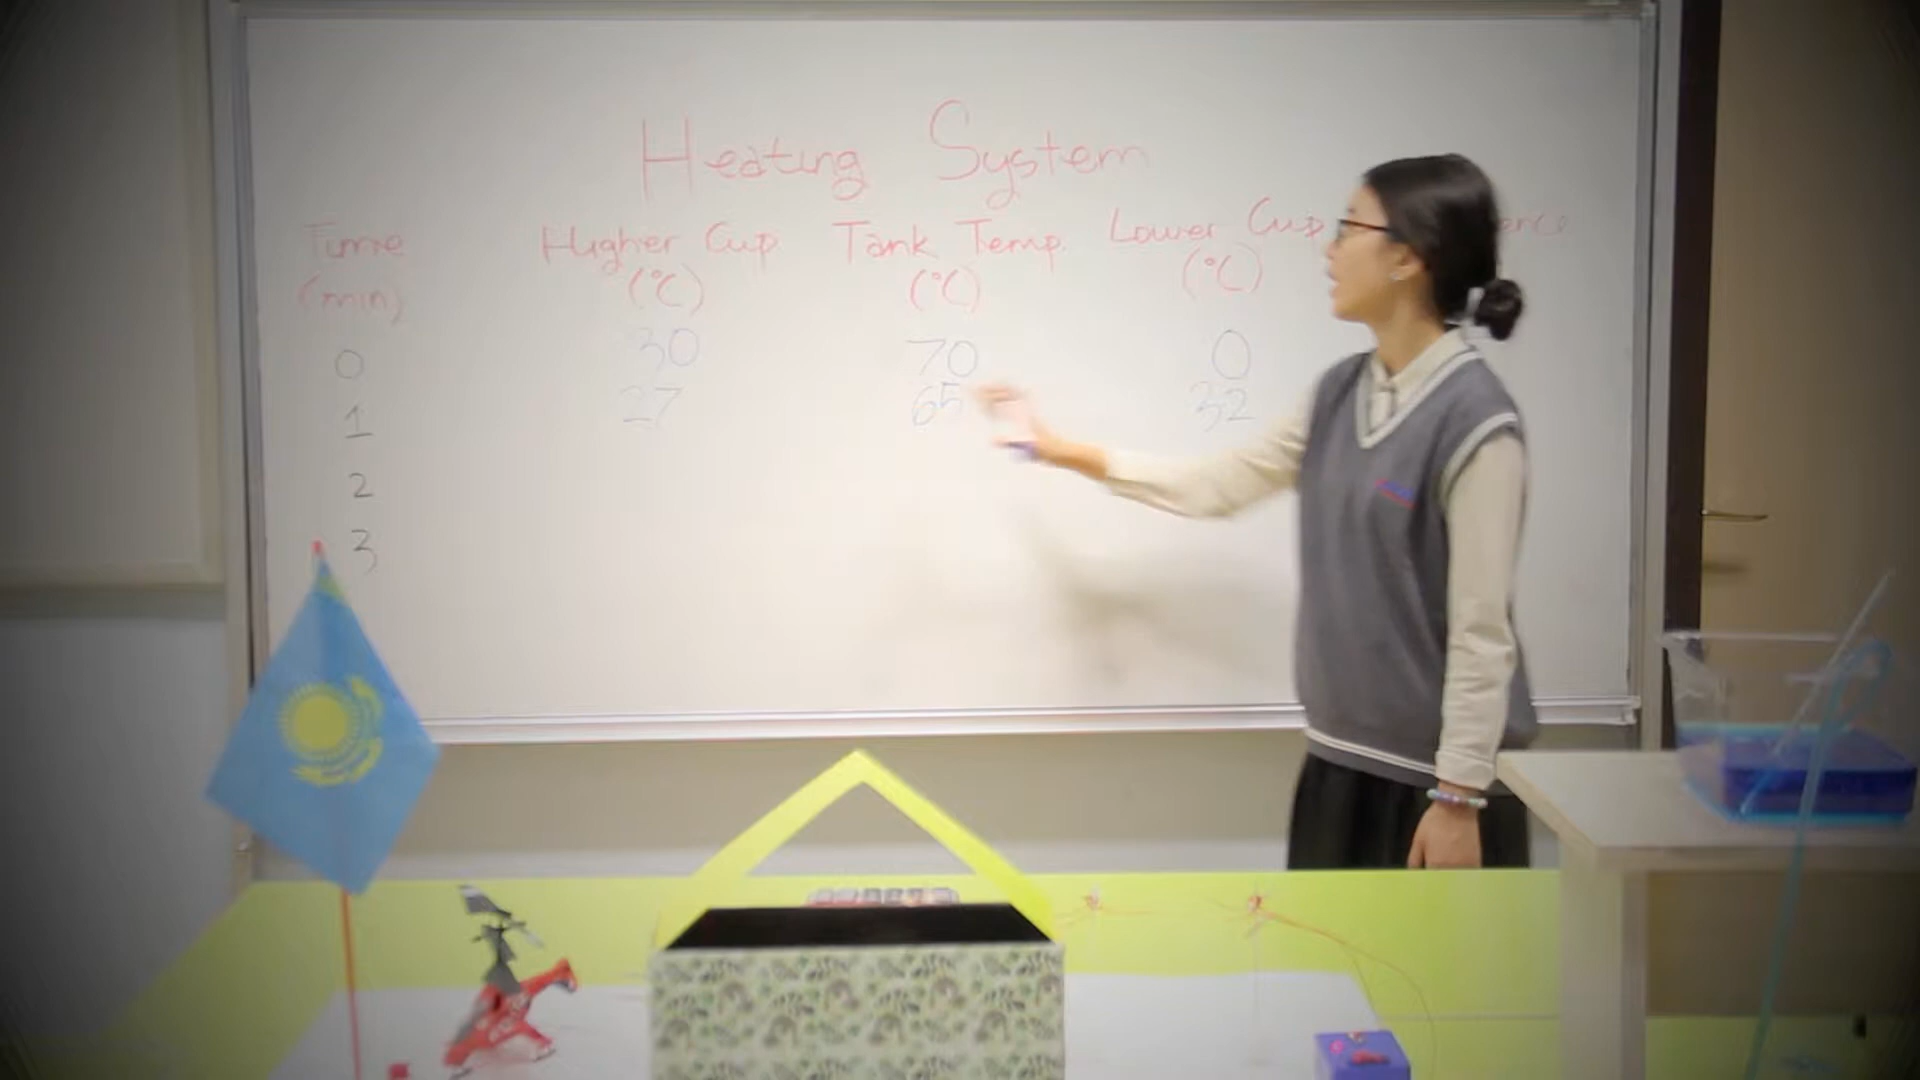 Heating System
Time Higher Cup Tank Temp. Lower Cup
(min) (°C) (°C) (°C)
0 30 70 0
1 27 65 32
2
3